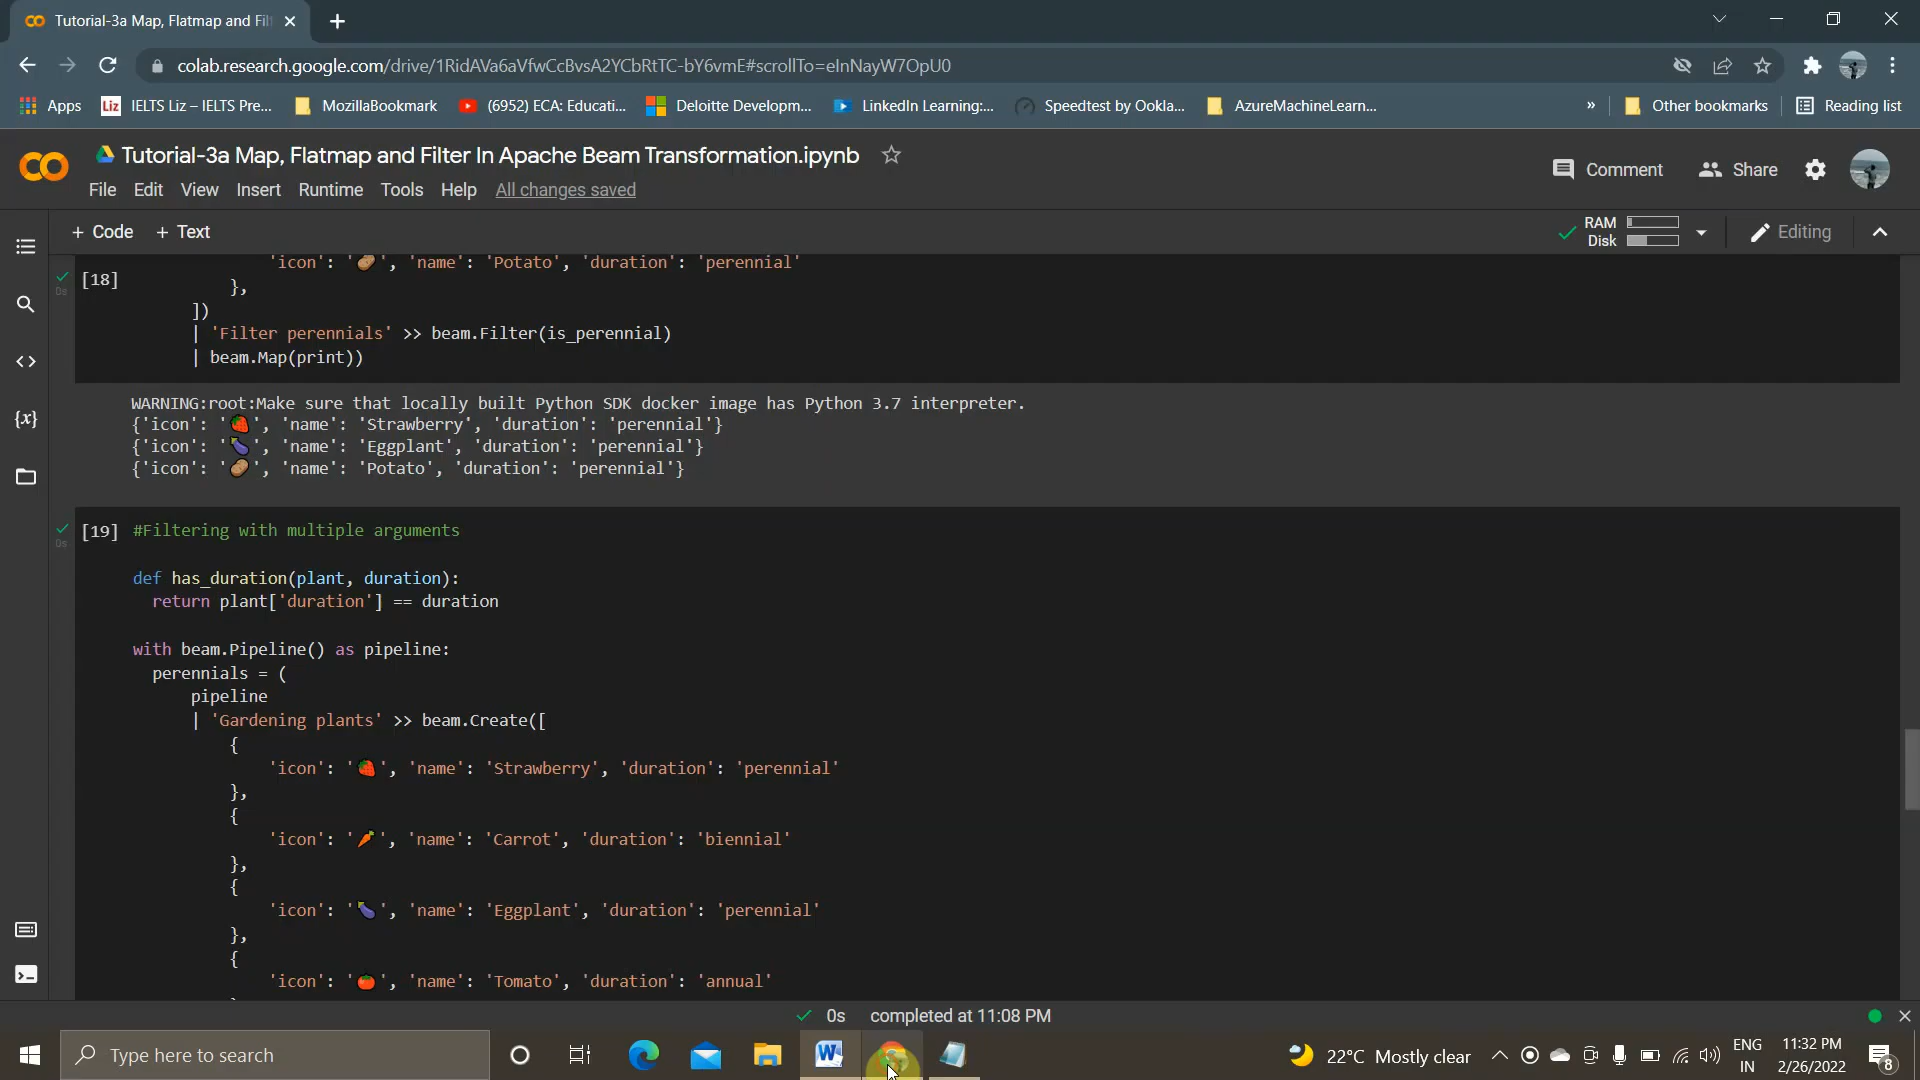 Tutorial-3a Map, Flatmap and Filt
colab.research.google.com/drive/1RidAVa6aVfwCcBvsA2YCbRtTC-bY6vmE#scrollTo=eInNayW7OpU0
Apps Liz IELTS Liz – IELTS Pre... MozillaBookmark (6952) ECA: Educati... Deloitte Developm... LinkedIn Learning:... Speedtest by Ookla... AzureMachineLearn... » Other bookmarks Reading list
Tutorial-3a Map, Flatmap and Filter In Apache Beam Transformation.ipynb
Comment Share
File Edit View Insert Runtime Tools Help All changes saved
+ Code + Text
RAM
Disk
Editing
'icon': '🥔', 'name': 'Potato', 'duration': 'perennial'
[18]
},
])
| 'Filter perennials' >> beam.Filter(is_perennial)
| beam.Map(print))
0s
WARNING:root:Make sure that locally built Python SDK docker image has Python 3.7 interpreter.
{'icon': '🍓', 'name': 'Strawberry', 'duration': 'perennial'}
{'icon': '🍆', 'name': 'Eggplant', 'duration': 'perennial'}
{'icon': '🥔', 'name': 'Potato', 'duration': 'perennial'}
[19] #Filtering with multiple arguments
0s
def has_duration(plant, duration):
return plant['duration'] == duration
with beam.Pipeline() as pipeline:
perennials = (
pipeline
| 'Gardening plants' >> beam.Create([
{
'icon': '🍓', 'name': 'Strawberry', 'duration': 'perennial'
},
{
'icon': '🥕', 'name': 'Carrot', 'duration': 'biennial'
},
{
'icon': '🍆', 'name': 'Eggplant', 'duration': 'perennial'
},
{
'icon': '🍅', 'name': 'Tomato', 'duration': 'annual'
0s completed at 11:08 PM
Type here to search
22°C Mostly clear
ENG
IN
11:32 PM
2/26/2022
8